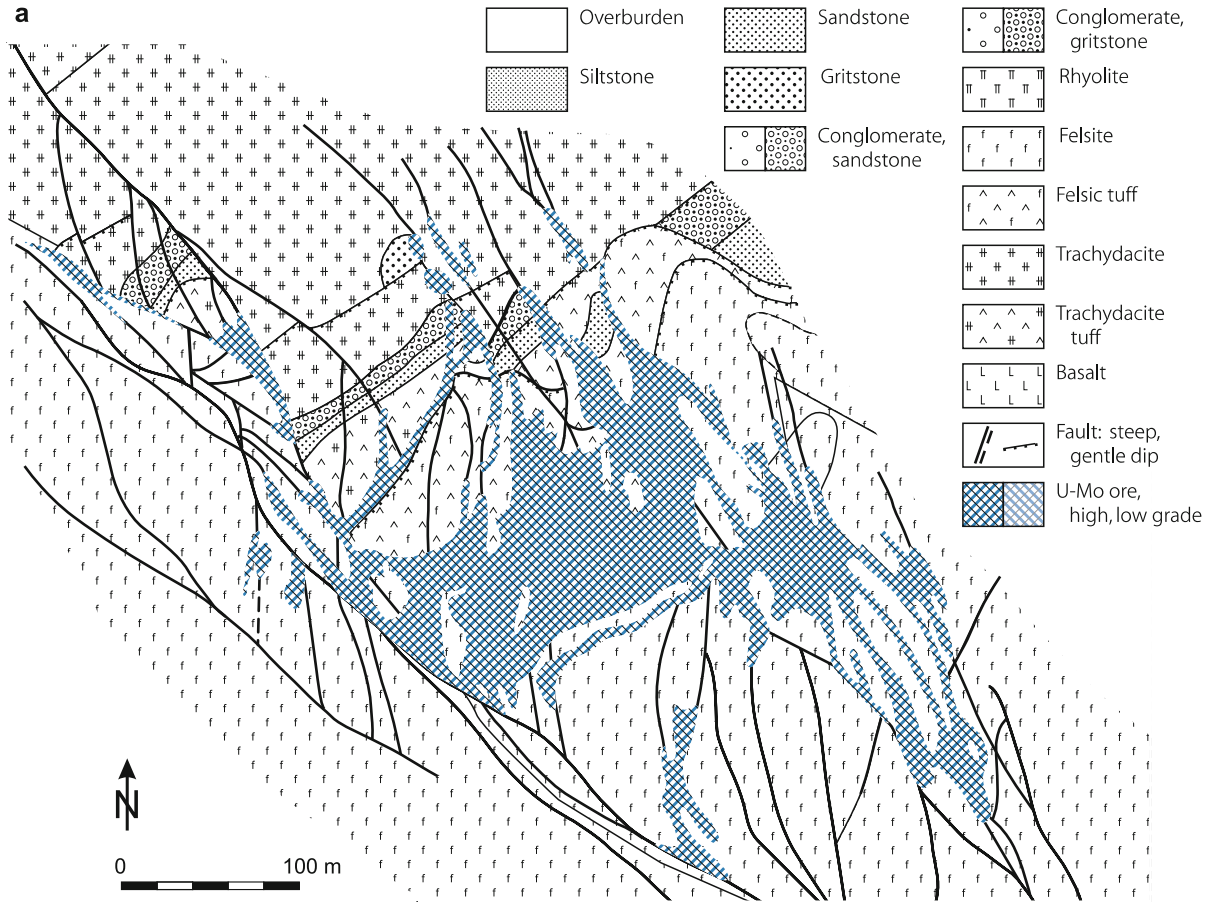 a
Overburden
Siltstone
Sandstone
Gritstone
Conglomerate,
sandstone
Conglomerate,
gritstone
Rhyolite
Felsite
Felsic tuff
Trachydacite
Trachydacite
tuff
Basalt
Fault: steep,
gentle dip
U-Mo ore,
high, low grade
N
0 100 m